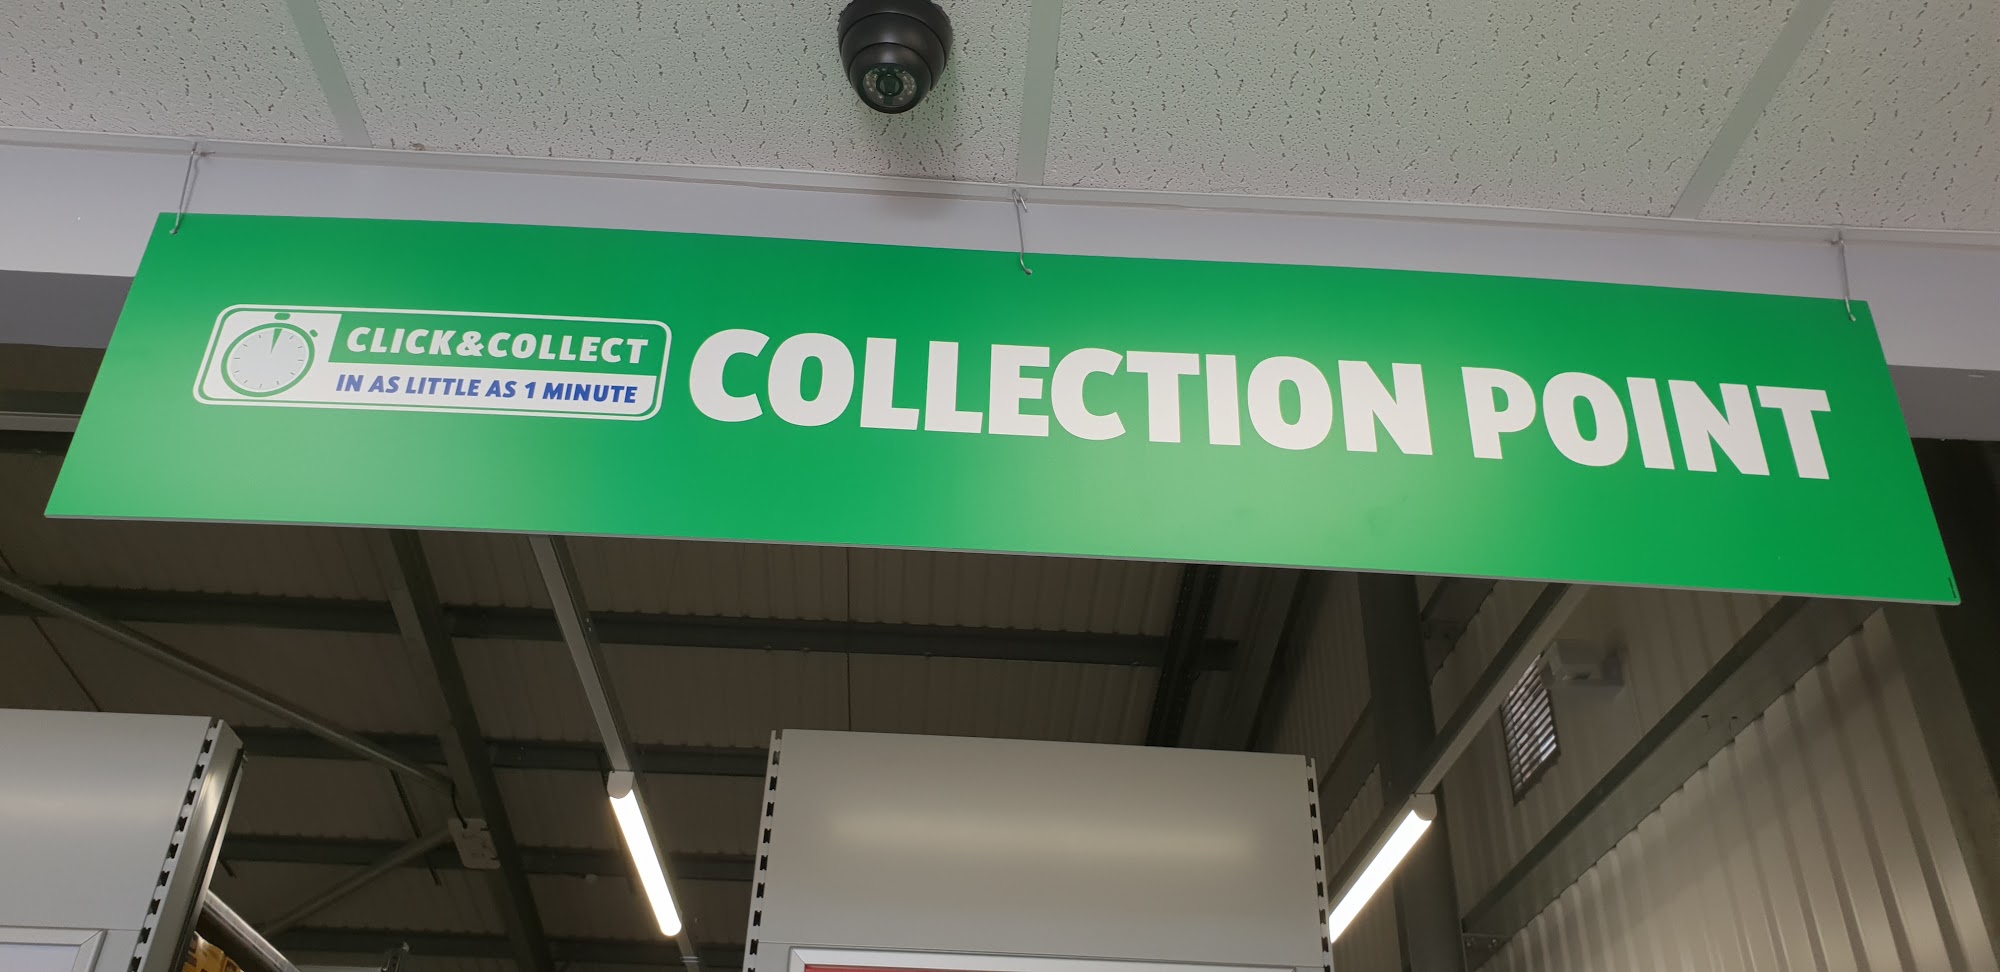 CLICK&COLLECT
IN AS LITTLE AS 1 MINUTE
COLLECTION POINT